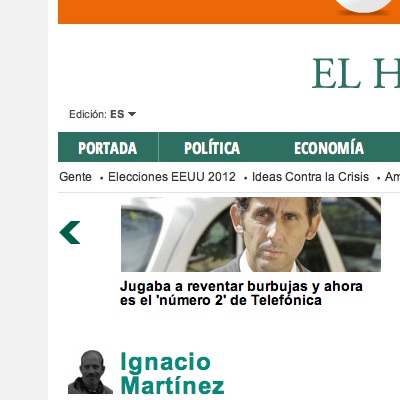 EL H
Edición: ES
PORTADA POLÍTICA ECONOMÍA
Gente • Elecciones EEUU 2012 • Ideas Contra la Crisis • Am
Jugaba a reventar burbujas y ahora
es el 'número 2' de Telefónica
Ignacio
Martínez